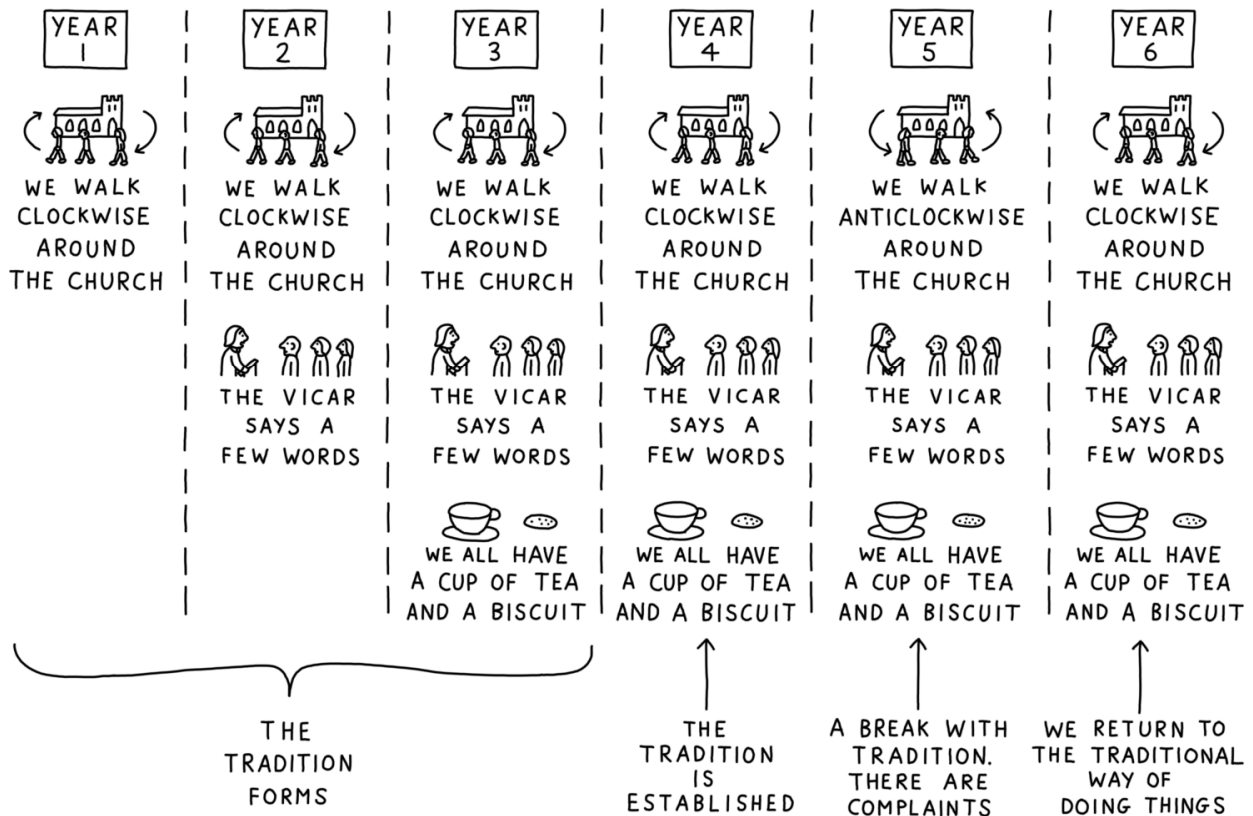 YEAR
1
WE WALK
CLOCKWISE
AROUND
THE CHURCH
YEAR
2
WE WALK
CLOCKWISE
AROUND
THE CHURCH
THE VICAR
SAYS A
FEW WORDS
YEAR
3
WE WALK
CLOCKWISE
AROUND
THE CHURCH
THE VICAR
SAYS A
FEW WORDS
WE ALL HAVE
A CUP OF TEA
AND A BISCUIT
THE
TRADITION
FORMS
YEAR
4
WE WALK
CLOCKWISE
AROUND
THE CHURCH
THE VICAR
SAYS A
FEW WORDS
WE ALL HAVE
A CUP OF TEA
AND A BISCUIT
THE
TRADITION
IS
ESTABLISHED
YEAR
5
WE WALK
ANTICLOCKWISE
AROUND
THE CHURCH
THE VICAR
SAYS A
FEW WORDS
WE ALL HAVE
A CUP OF TEA
AND A BISCUIT
A BREAK WITH
TRADITION.
THERE ARE
COMPLAINTS
YEAR
6
WE WALK
CLOCKWISE
AROUND
THE CHURCH
THE VICAR
SAYS A
FEW WORDS
WE ALL HAVE
A CUP OF TEA
AND A BISCUIT
WE RETURN TO
THE TRADITIONAL
WAY OF
DOING THINGS